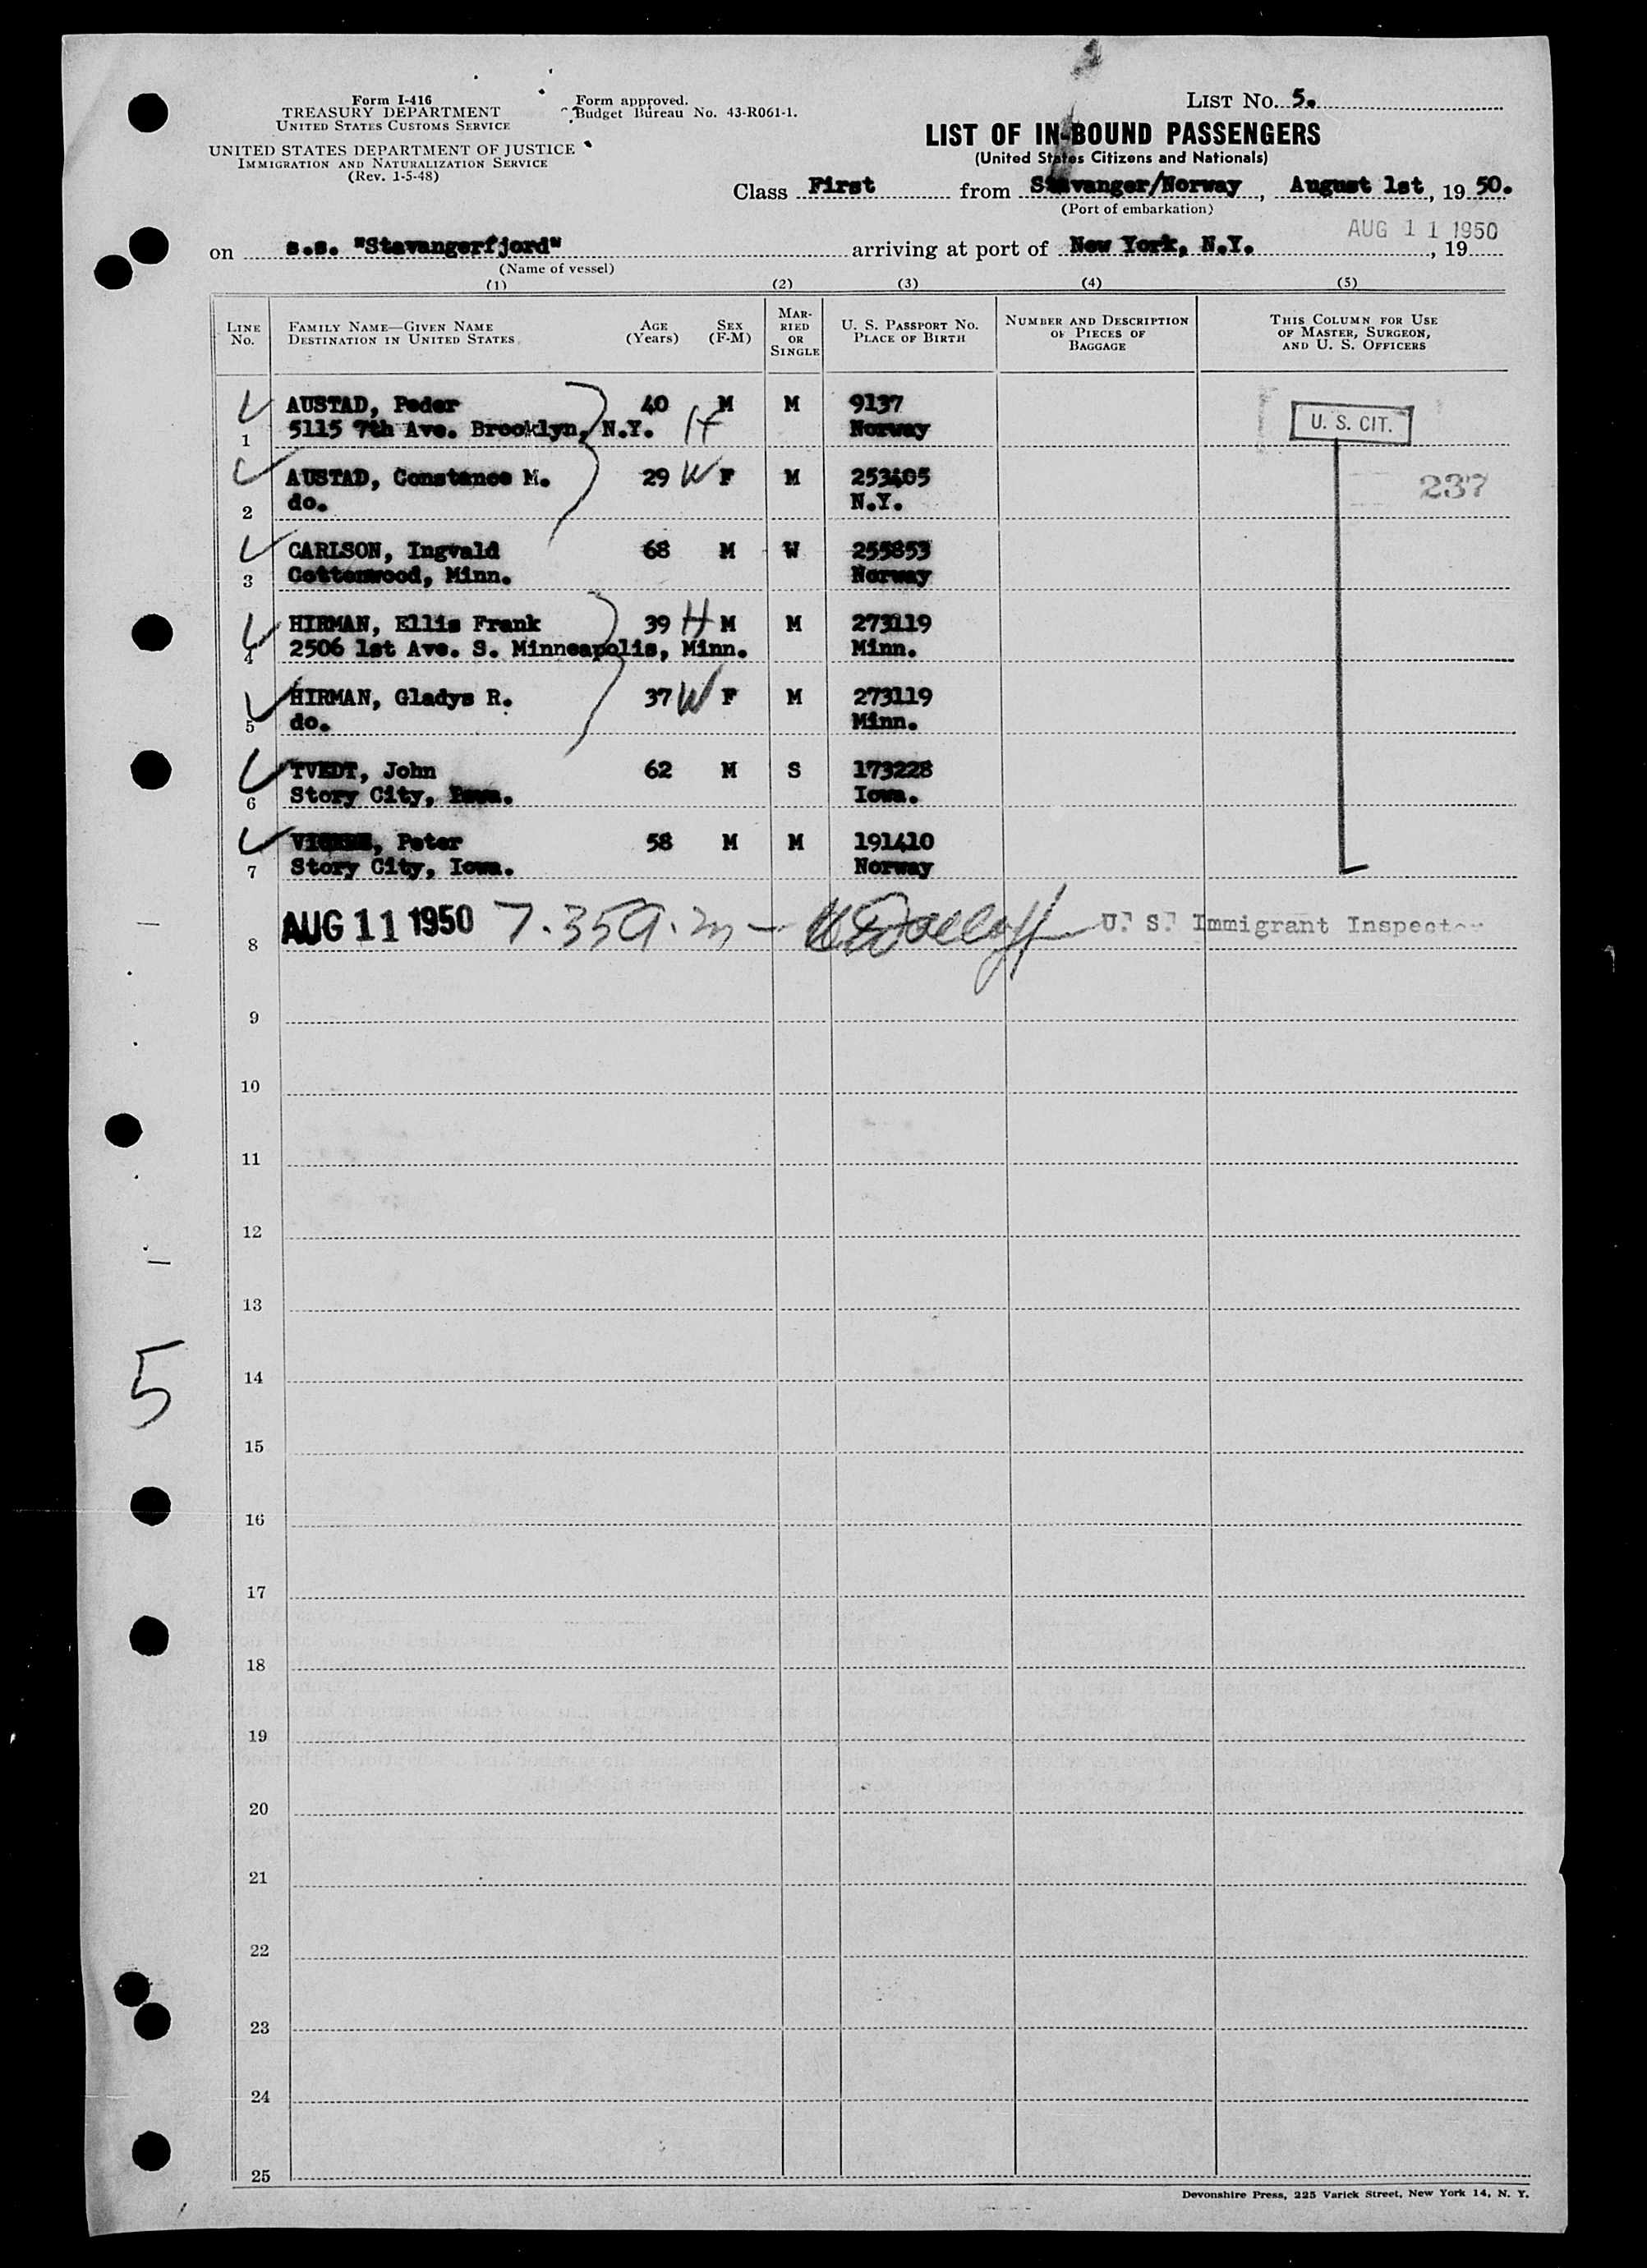 Form I-416
TREASURY DEPARTMENT
UNITED STATES CUSTOMS SERVICE
UNITED STATES DEPARTMENT OF JUSTICE
IMMIGRATION AND NATURALIZATION SERVICE
(Rev. 1-5-48)
Form approved.
Budget Bureau No. 43-R061-1.
LIST NO. 5.
LIST OF IN-BOUND PASSENGERS
(United States Citizens and Nationals)
Class First from Stavanger/Norway, August 1st, 19 50.
(Port of embarkation)
AUG 11 1950
on s.s. "Stavangerfjord" arriving at port of New York, N.Y. , 19
(Name of vessel)
(1) (2) (3) (4) (5)
LINE No. FAMILY NAME—GIVEN NAME DESTINATION IN UNITED STATES AGE (Years) SEX (F-M) MARRIED OR SINGLE U. S. PASSPORT NO. PLACE OF BIRTH NUMBER AND DESCRIPTION OF PIECES OF BAGGAGE THIS COLUMN FOR USE OF MASTER, SURGEON, AND U. S. OFFICERS
AUSTAD, Peder 40 M M 9137 U. S. CIT.
1 5115 7th Ave. Brooklyn, N.Y. H Norway
AUSTAD, Constance M. 29 W F M 253405 237
2 do. N.Y.
CARLSON, Ingvald 68 M W 255853
3 Cottonwood, Minn. Norway
HIRMAN, Ellis Frank 39 H M M 273119
4 2506 1st Ave. S. Minneapolis, Minn. Minn.
HIRMAN, Gladys R. 37 W F M 273119
5 do. Minn.
TVEDT, John 62 M S 173228
6 Story City, Iowa. Iowa.
Peter 58 M M 191410
7 Story City, Iowa. Norway
8 AUG 11 1950 7.35 a.m — U. S. Immigrant Inspector
9
10
11
12
13
5
14
15
16
17
18
19
20
21
22
23
24
25
Devonshire Press, 225 Varick Street, New York 14, N. Y.